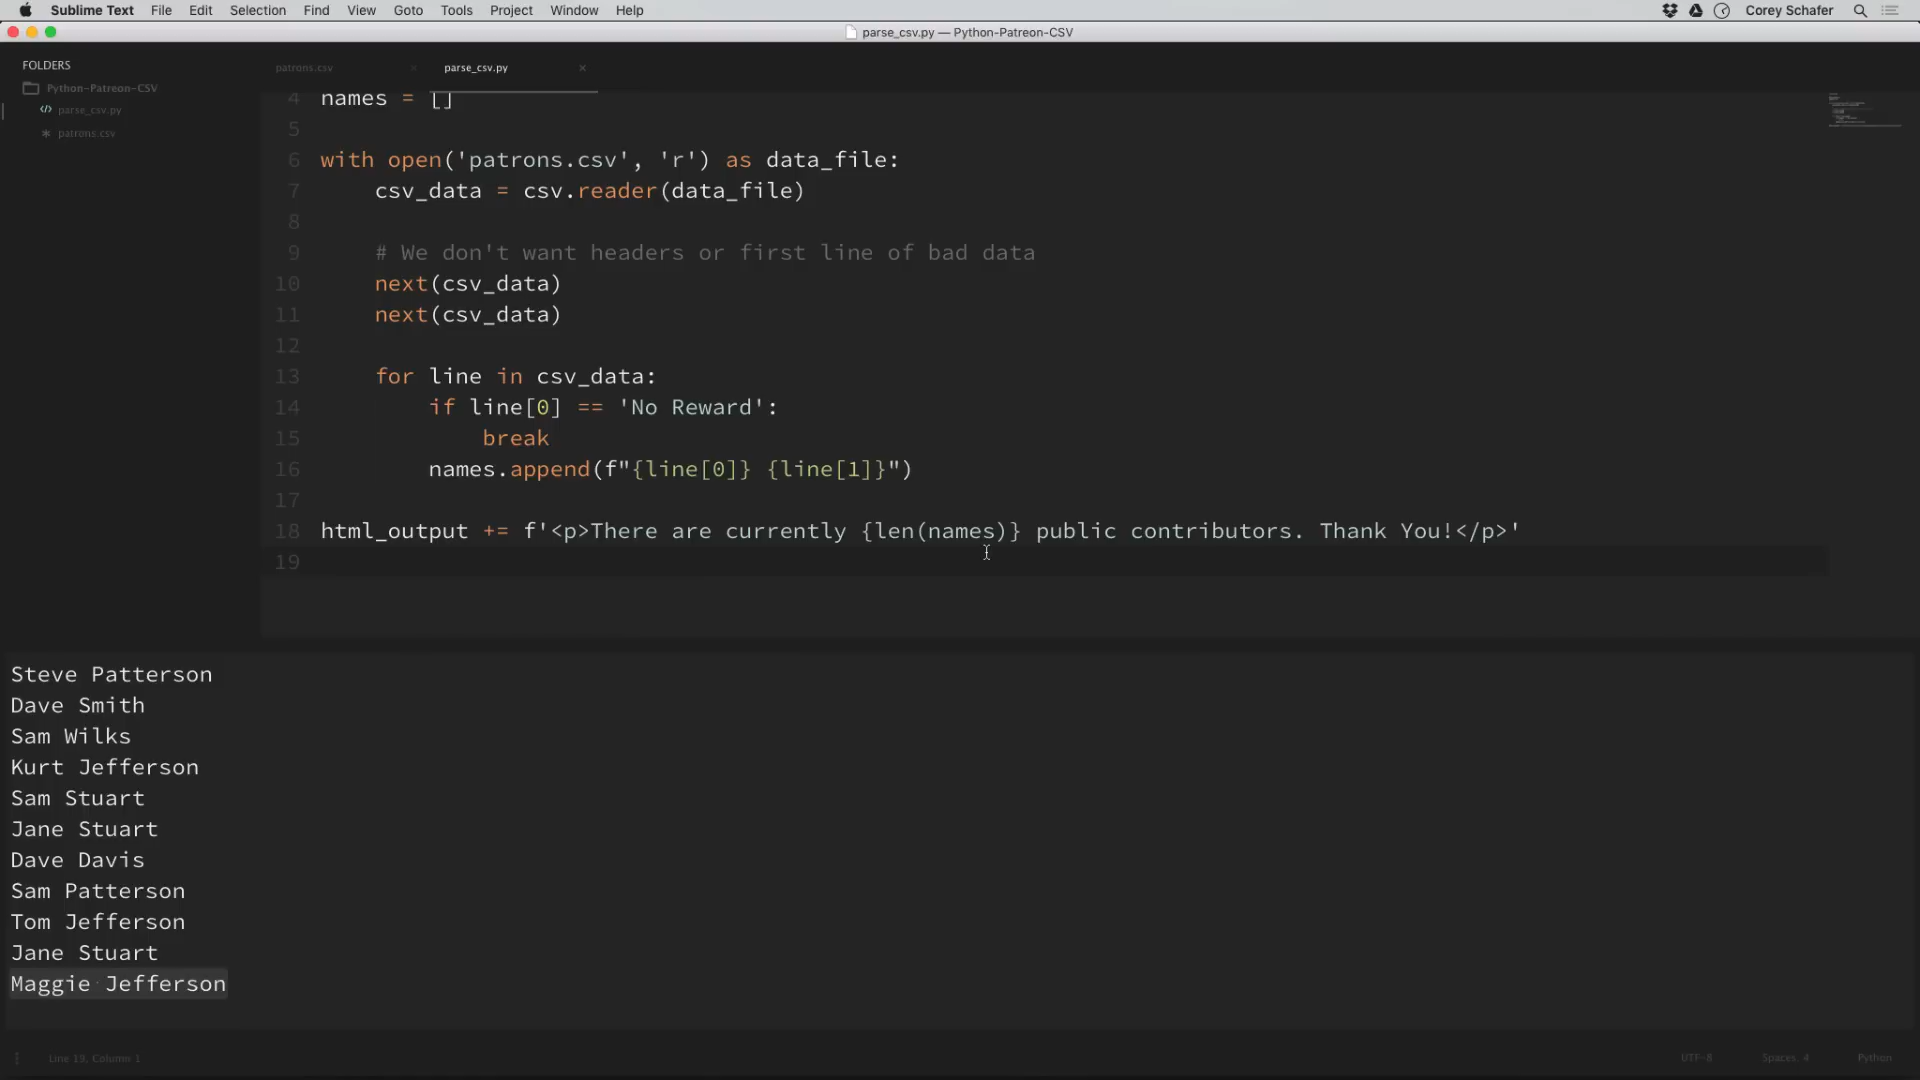 Sublime Text File Edit Selection Find View Goto Tools Project Window Help Corey Schafer
parse_csv.py — Python-Patreon-CSV
FOLDERS
Python-Patreon-CSV
parse_csv.py
patrons.csv
patrons.csv × parse_csv.py ×
4 names = []
5
6 with open('patrons.csv', 'r') as data_file:
7     csv_data = csv.reader(data_file)
8
9     # We don't want headers or first line of bad data
10     next(csv_data)
11     next(csv_data)
12
13     for line in csv_data:
14         if line[0] == 'No Reward':
15             break
16         names.append(f"{line[0]} {line[1]}")
17
18 html_output += f'<p>There are currently {len(names)} public contributors. Thank You!</p>'
19
Steve Patterson
Dave Smith
Sam Wilks
Kurt Jefferson
Sam Stuart
Jane Stuart
Dave Davis
Sam Patterson
Tom Jefferson
Jane Stuart
Maggie Jefferson
Line 19, Column 1 UTF-8 Spaces: 4 Python